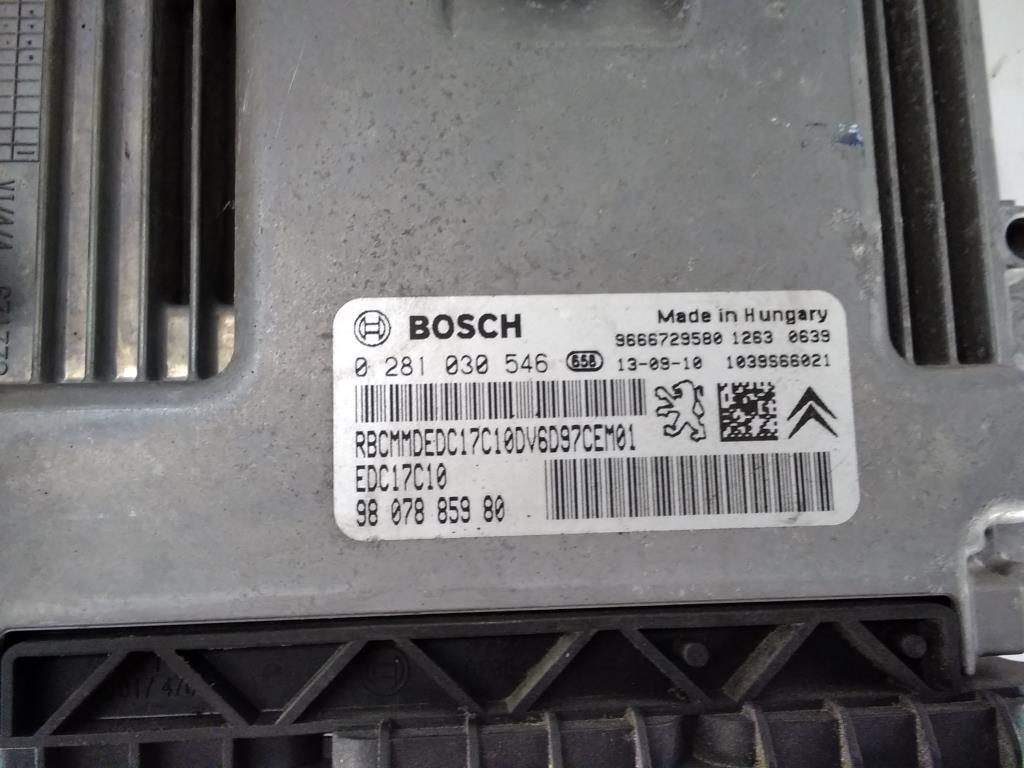 BOSCH
Made in Hungary
9666729580 1263 0639
0 281 030 546 658 13-09-10 1039S66021
RBCMMDEDC17C10DV6D97CEM01
EDC17C10
98 078 859 80